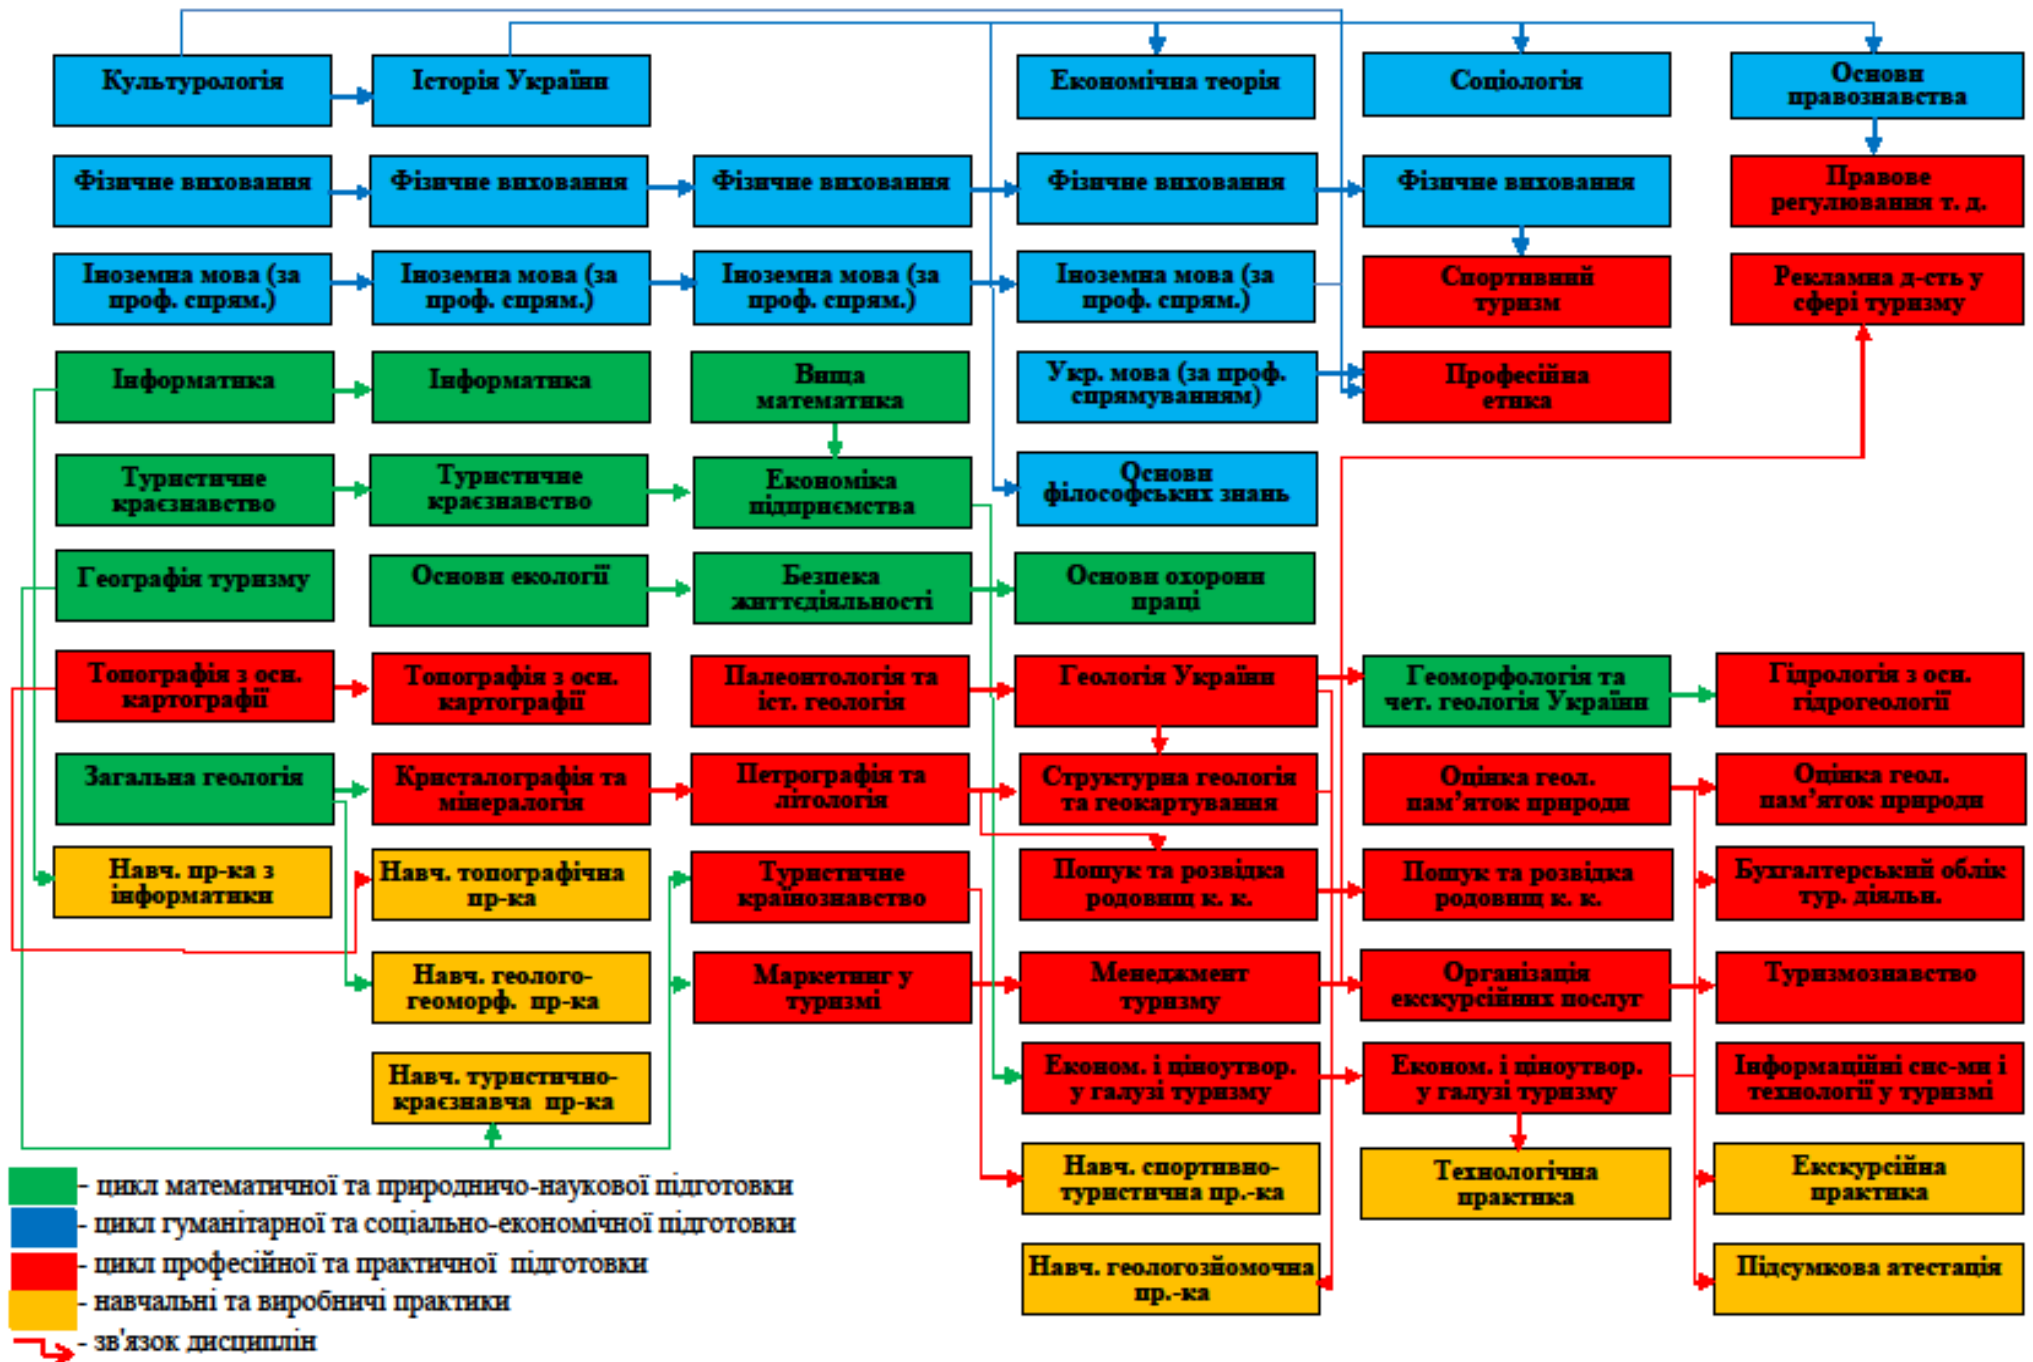 Культурологія
Історія України
Економічна теорія
Соціологія
Основи
правознавства
Фізичне виховання
Фізичне виховання
Фізичне виховання
Фізичне виховання
Фізичне виховання
Правове
регулювання т. д.
Іноземна мова (за
проф. спрям.)
Іноземна мова (за
проф. спрям.)
Іноземна мова (за
проф. спрям.)
Іноземна мова (за
проф. спрям.)
Спортивний
туризм
Рекламна д-сть у
сфері туризму
Інформатика
Інформатика
Вища
математика
Укр. мова (за проф.
спрямуванням)
Професійна
етика
Туристичне
краєзнавство
Туристичне
краєзнавство
Економіка
підприємства
Основи
філософських знань
Географія туризму
Основи екології
Безпека
життєдіяльності
Основи охорони
праці
Топографія з осн.
картографії
Топографія з осн.
картографії
Палеонтологія та
іст. геологія
Геологія України
Геоморфологія та
чет. геологія України
Гідрологія з осн.
гідрогеології
Загальна геологія
Кристалографія та
мінералогія
Петрографія та
літологія
Структурна геологія
та геокартування
Оцінка геол.
пам’яток природи
Оцінка геол.
пам’яток природи
Навч. пр-ка з
інформатики
Навч. топографічна
пр-ка
Туристичне
країнознавство
Пошук та розвідка
родовищ к. к.
Пошук та розвідка
родовищ к. к.
Бухгалтерський облік
тур. діяльн.
Навч. геолого-
геоморф. пр-ка
Маркетинг у
туризмі
Менеджмент
туризму
Організація
екскурсійних послуг
Туризмознавство
Навч. туристично-
краєзнавча пр-ка
Економ. і ціноутвор.
у галузі туризму
Економ. і ціноутвор.
у галузі туризму
Інформаційні сис-ми і
технології у туризмі
Навч. спортивно-
туристична пр.-ка
Технологічна
практика
Екскурсійна
практика
Навч. геологозйомочна
пр.-ка
Підсумкова атестація
- цикл математичної та природничо-наукової підготовки
- цикл гуманітарної та соціально-економічної підготовки
- цикл професійної та практичної підготовки
- навчальні та виробничі практики
- зв'язок дисциплін